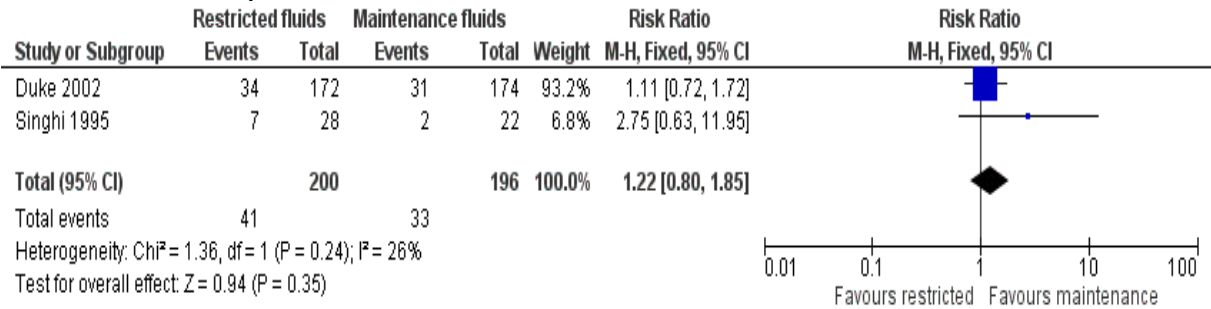 Restricted fluids Maintenance fluids Risk Ratio Risk Ratio
Study or Subgroup Events Total Events Total Weight M-H, Fixed, 95% CI M-H, Fixed, 95% CI
Duke 2002 34 172 31 174 93.2% 1.11 [0.72, 1.72]
Singhi 1995 7 28 2 22 6.8% 2.75 [0.63, 11.95]
Total (95% CI) 200 196 100.0% 1.22 [0.80, 1.85]
Total events 41 33
Heterogeneity: Chi² = 1.36, df = 1 (P = 0.24); I² = 26%
Test for overall effect: Z = 0.94 (P = 0.35)
0.01 0.1 1 10 100
Favours restricted Favours maintenance